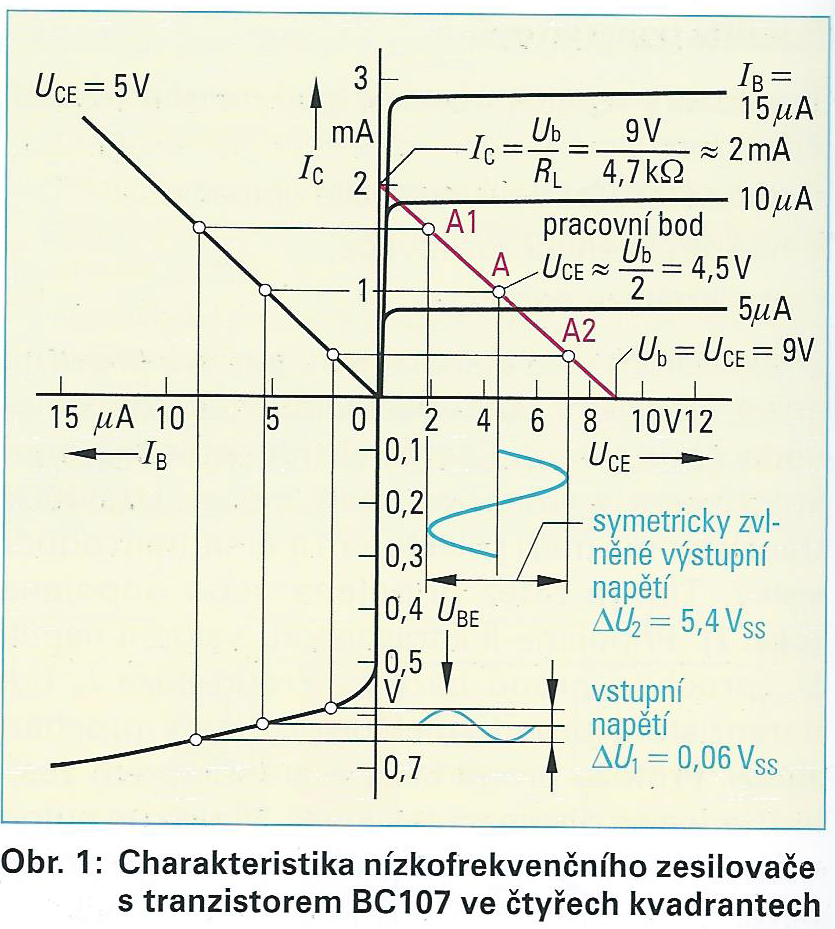 U_CE = 5 V
3
mA
I_C
2
1
I_B =
15 μA
I_C = U_b / R_L = 9 V / 4,7 kΩ ≈ 2 mA
10 μA
A1
pracovní bod
A
U_CE ≈ U_b / 2 = 4,5 V
5 μA
A2
U_b = U_CE = 9V
15 μA 10 5 0 2 4 6 8 10 V 12
I_B
U_CE
0,1
0,2
0,3
0,4 U_BE
0,5
V
0,7
symetricky zvl-
něné výstupní
napětí
ΔU₂ = 5,4 V_SS
vstupní
napětí
ΔU₁ = 0,06 V_SS
Obr. 1: Charakteristika nízkofrekvenčního zesilovače
s tranzistorem BC107 ve čtyřech kvadrantech